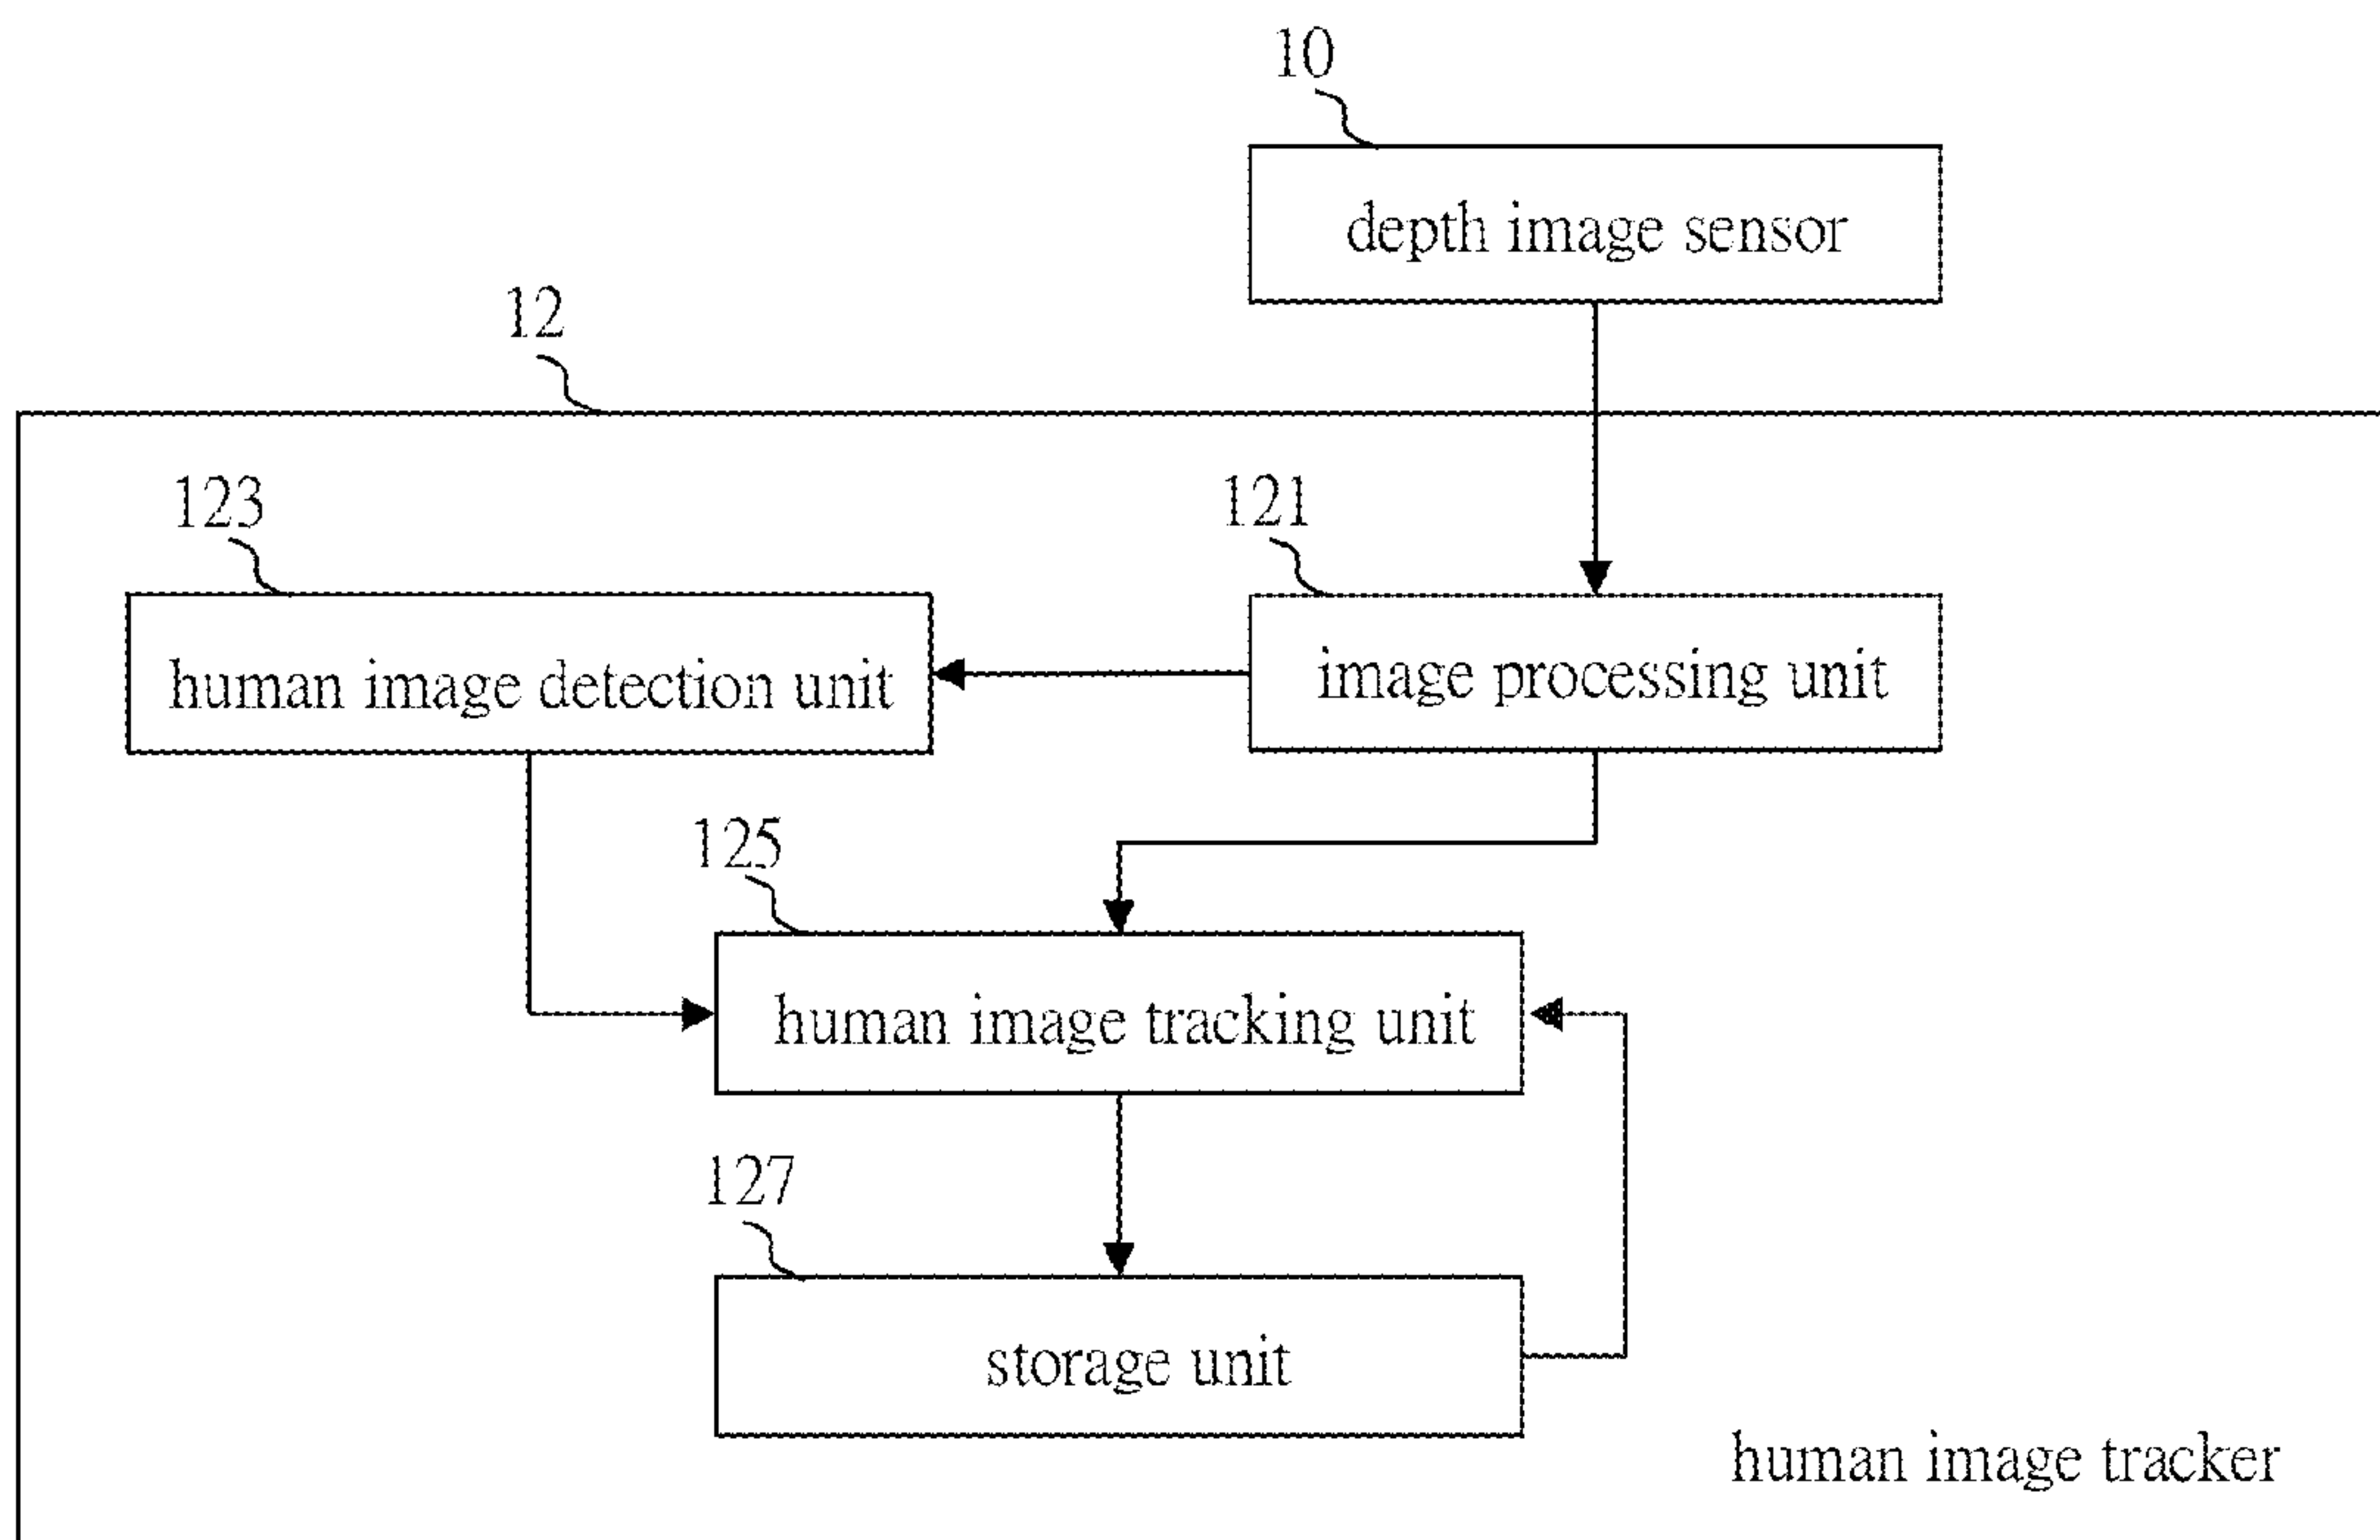 10
depth image sensor
12
123
121
human image detection unit
image processing unit
125
human image tracking unit
127
storage unit
human image tracker